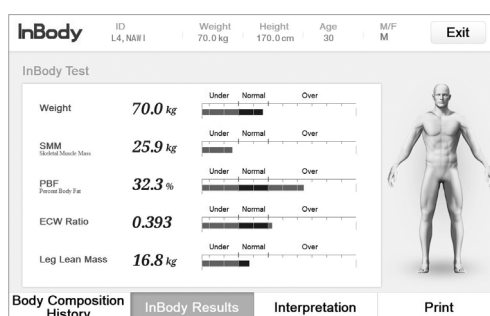 InBody
ID Weight Height Age M/F
L4, NAWI 70.0 kg 170.0 cm 30 M
Exit
InBody Test
Under Normal Over
Weight 70.0 kg
Under Normal Over
SMM 25.9 kg
Skeletal Muscle Mass
Under Normal Over
PBF 32.3 %
Percent Body Fat
Under Normal Over
ECW Ratio 0.393
Under Normal Over
Leg Lean Mass 16.8 kg
Body Composition
History
InBody Results
Interpretation
Print